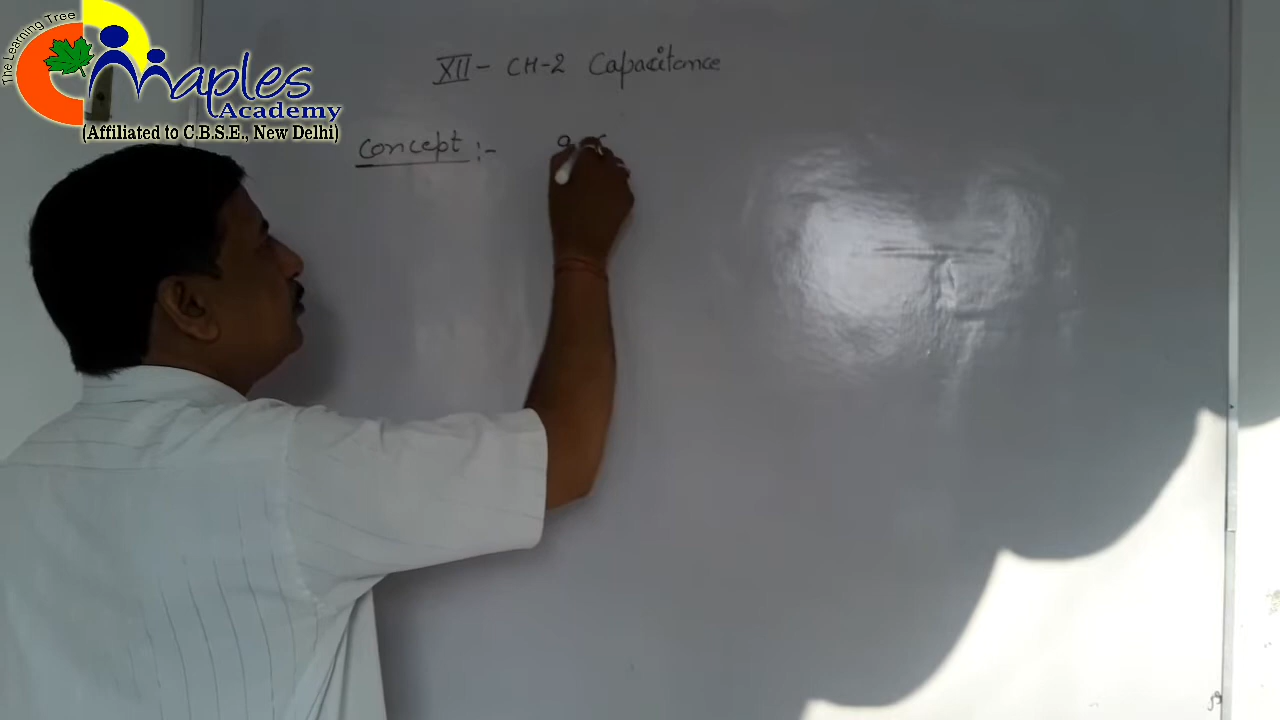 The Learning Tree
Maples
Academy
(Affiliated to C.B.S.E., New Delhi)
XII - CH-2 Capacitance
Concept :-